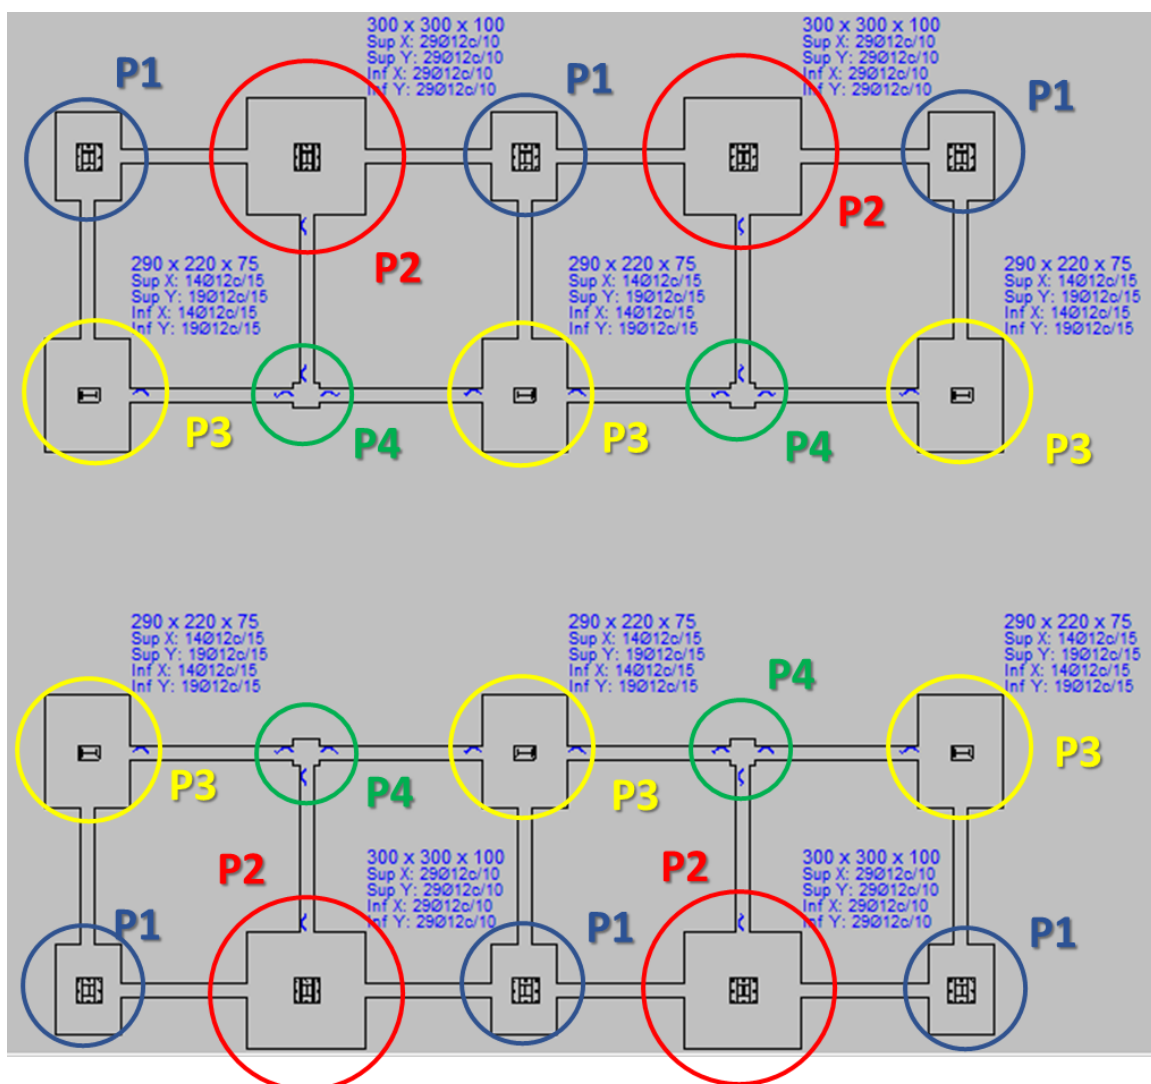 300 x 300 x 100
Sup X: 29Ø12c/10
Sup Y: 29Ø12c/10
Inf X: 29Ø12c/10
Inf Y: 29Ø12c/10
300 x 300 x 100
Sup X: 29Ø12c/10
Sup Y: 29Ø12c/10
Inf X: 29Ø12c/10
Inf Y: 29Ø12c/10
P1
P1
P1
P2
P2
290 x 220 x 75
Sup X: 14Ø12c/15
Sup Y: 19Ø12c/15
Inf X: 14Ø12c/15
Inf Y: 19Ø12c/15
290 x 220 x 75
Sup X: 14Ø12c/15
Sup Y: 19Ø12c/15
Inf X: 14Ø12c/15
Inf Y: 19Ø12c/15
290 x 220 x 75
Sup X: 14Ø12c/15
Sup Y: 19Ø12c/15
Inf X: 14Ø12c/15
Inf Y: 19Ø12c/15
P3
P4
P3
P4
P3
290 x 220 x 75
Sup X: 14Ø12c/15
Sup Y: 19Ø12c/15
Inf X: 14Ø12c/15
Inf Y: 19Ø12c/15
290 x 220 x 75
Sup X: 14Ø12c/15
Sup Y: 19Ø12c/15
Inf X: 14Ø12c/15
Inf Y: 19Ø12c/15
290 x 220 x 75
Sup X: 14Ø12c/15
Sup Y: 19Ø12c/15
Inf X: 14Ø12c/15
Inf Y: 19Ø12c/15
P4
P3
P4
P3
P3
P2
300 x 300 x 100
Sup X: 29Ø12c/10
Sup Y: 29Ø12c/10
Inf X: 29Ø12c/10
Inf Y: 29Ø12c/10
P2
300 x 300 x 100
Sup X: 29Ø12c/10
Sup Y: 29Ø12c/10
Inf X: 29Ø12c/10
Inf Y: 29Ø12c/10
P1
P1
P1